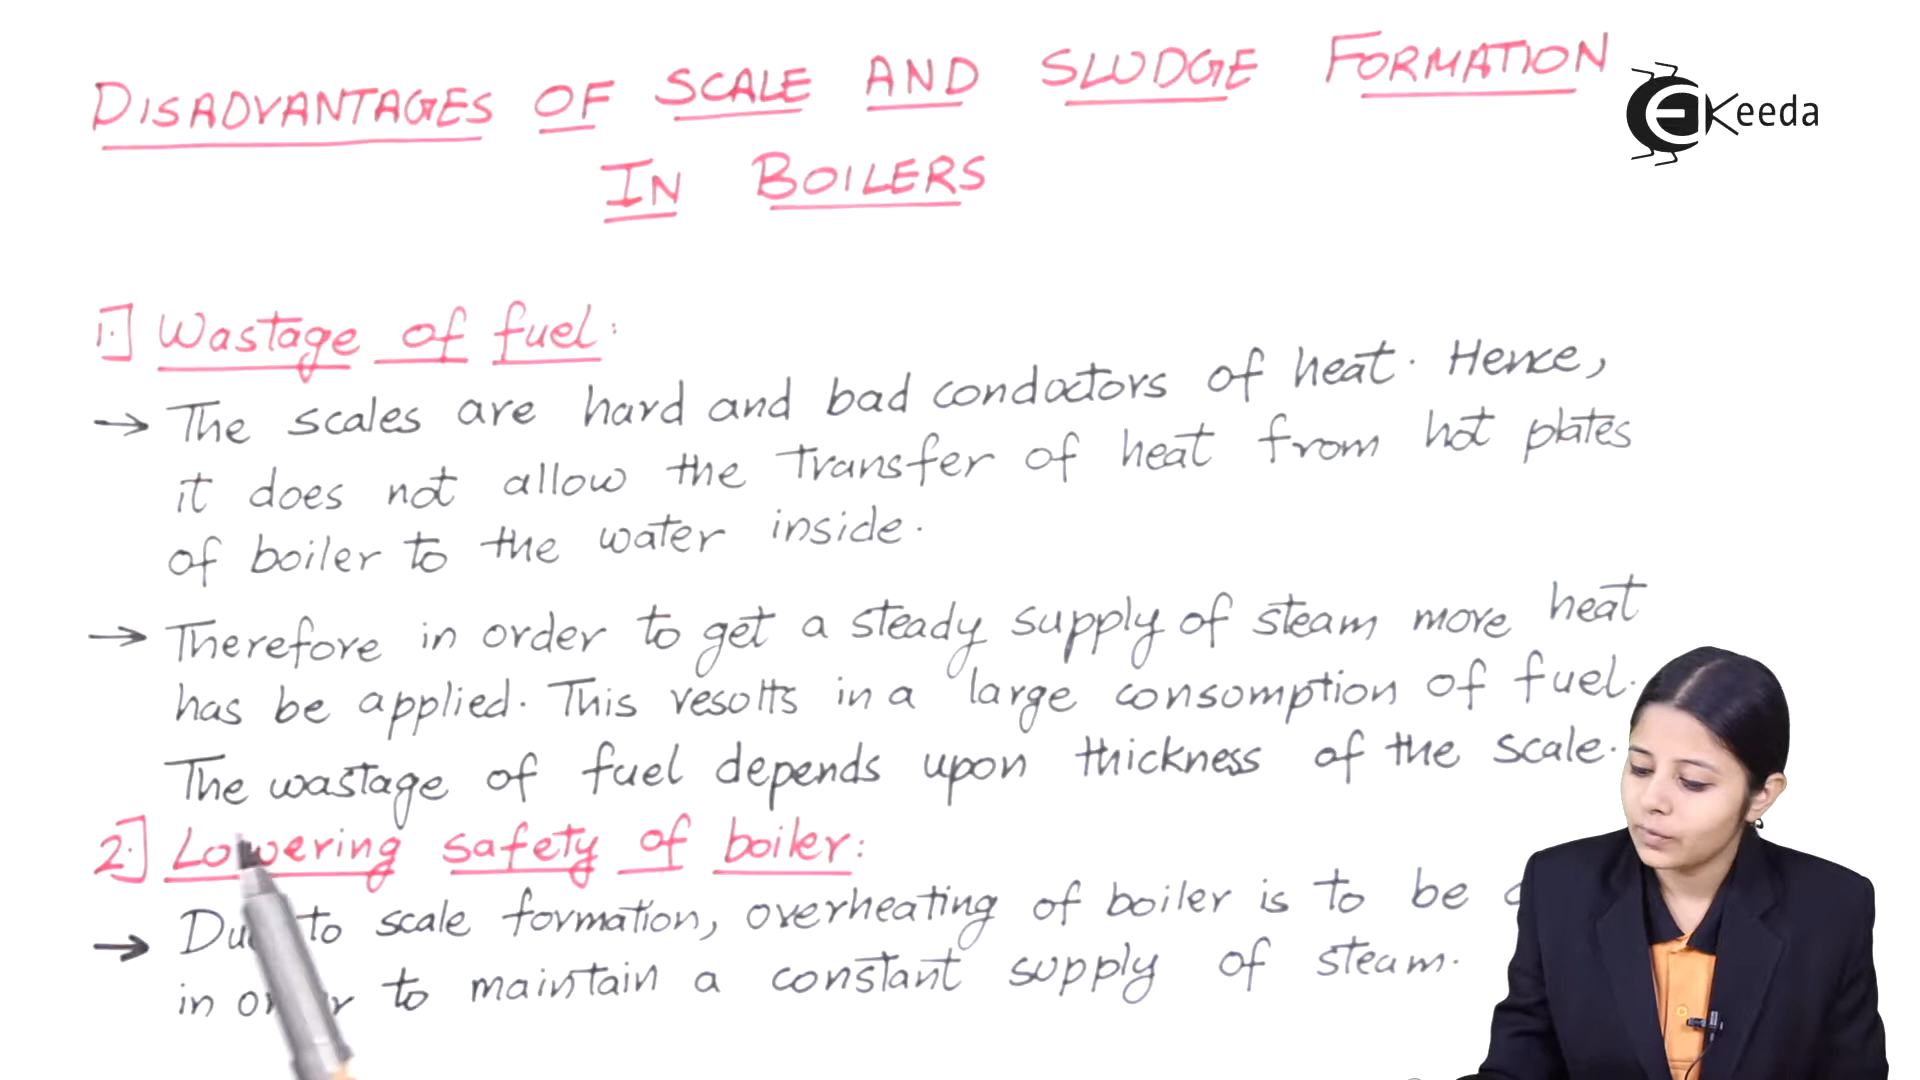 DISADVANTAGES OF SCALE AND SLUDGE FORMATION
IN BOILERS
EKeeda
1.] Wastage of fuel:
→ The scales are hard and bad conductors of heat. Hence,
it does not allow the transfer of heat from hot plates
of boiler to the water inside.
→ Therefore in order to get a steady supply of steam more heat
has be applied. This results in a large consumption of fuel.
The wastage of fuel depends upon thickness of the scale.
2.] Lowering safety of boiler:
→ Due to scale formation, overheating of boiler is to be
in order to maintain a constant supply of steam.